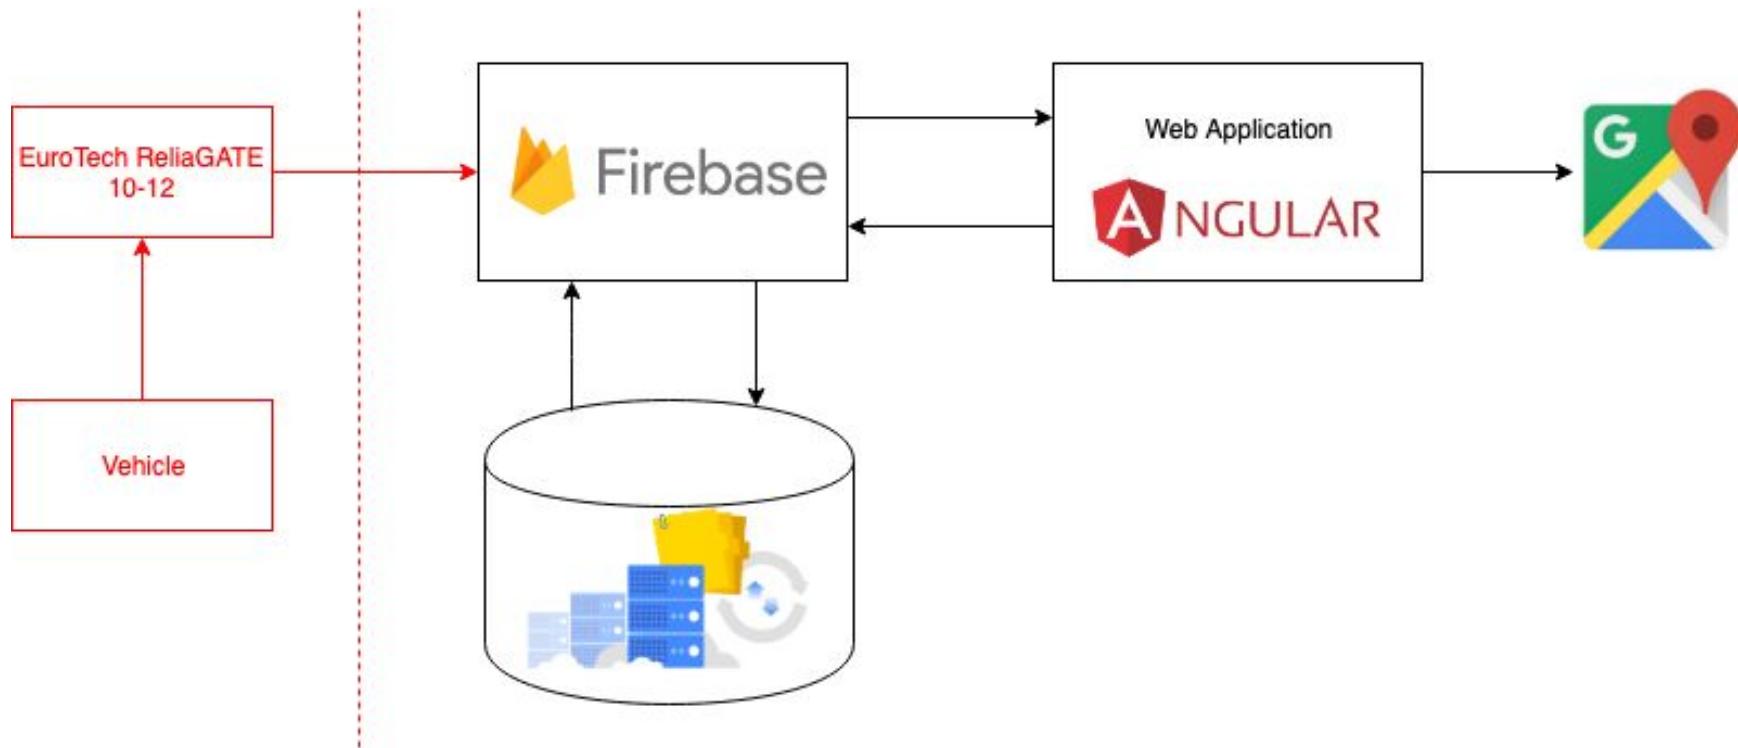 EuroTech ReliaGATE
10-12
Vehicle
Firebase
Web Application
ANGULAR
G